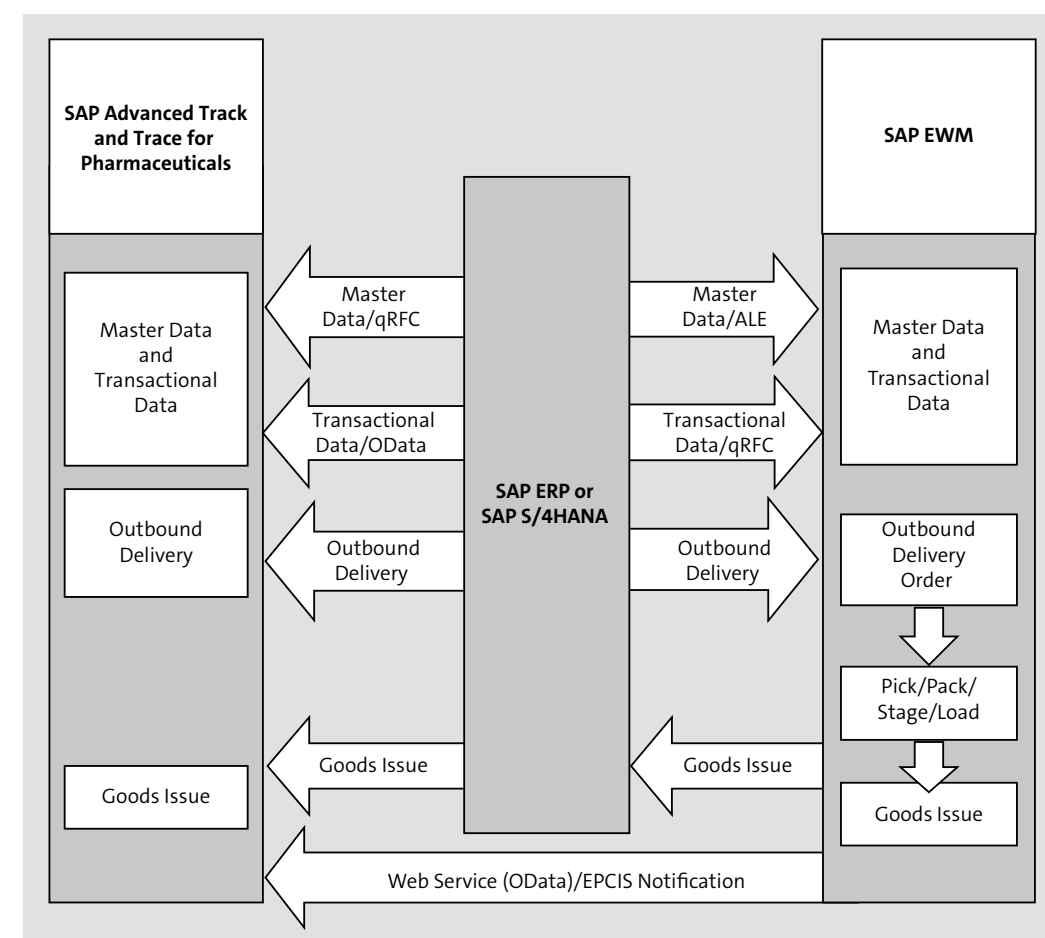 SAP Advanced Track
and Trace for
Pharmaceuticals
SAP EWM
Master
Data/qRFC
Master
Data/ALE
Master Data
and
Transactional
Data
Master Data
and
Transactional
Data
Transactional
Data/OData
Transactional
Data/qRFC
SAP ERP or
SAP S/4HANA
Outbound
Delivery
Outbound
Delivery
Outbound
Delivery
Outbound
Delivery
Order
Pick/Pack/
Stage/Load
Goods Issue
Goods Issue
Goods Issue
Goods Issue
Web Service (OData)/EPCIS Notification